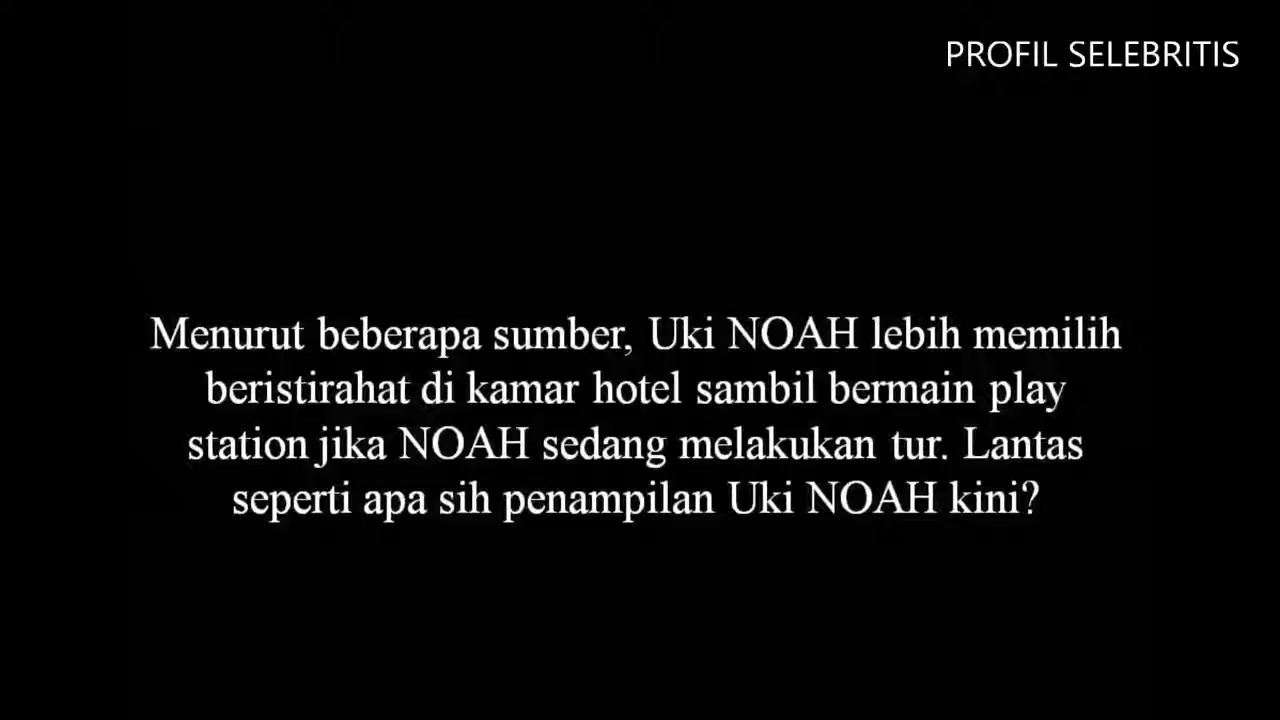 PROFIL SELEBRITIS
Menurut beberapa sumber, Uki NOAH lebih memilih
beristirahat di kamar hotel sambil bermain play
station jika NOAH sedang melakukan tur. Lantas
seperti apa sih penampilan Uki NOAH kini?